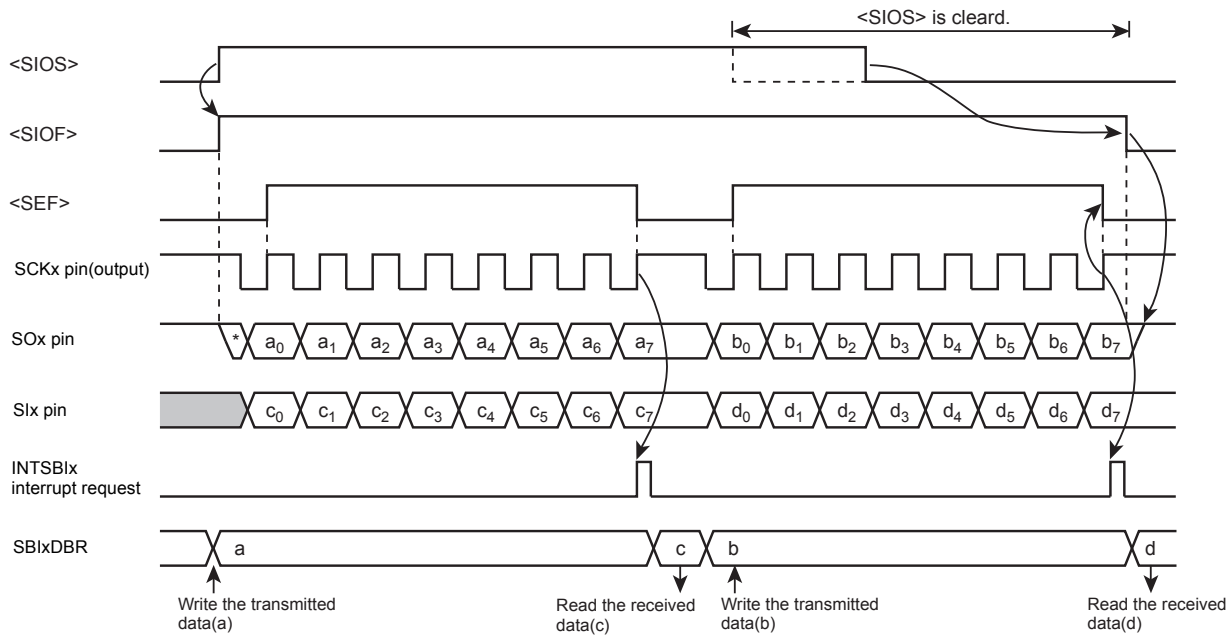 <SIOS> is cleard.
<SIOS>
<SIOF>
<SEF>
SCKx pin(output)
SOx pin
* a0 a1 a2 a3 a4 a5 a6 a7 b0 b1 b2 b3 b4 b5 b6 b7
SIx pin
c0 c1 c2 c3 c4 c5 c6 c7 d0 d1 d2 d3 d4 d5 d6 d7
INTSBIx
interrupt request
SBIxDBR
a c b d
Write the transmitted
data(a)
Read the received
data(c)
Write the transmitted
data(b)
Read the received
data(d)